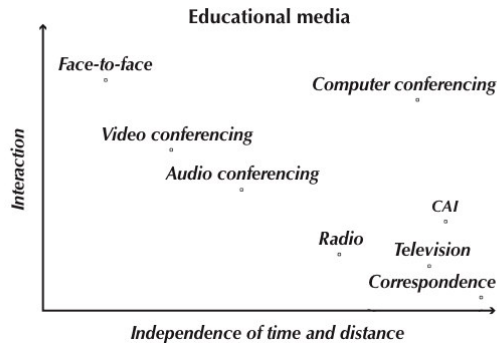 Educational media
Face-to-face
Computer conferencing
Video conferencing
Audio conferencing
CAI
Radio
Television
Correspondence
Interaction
Independence of time and distance